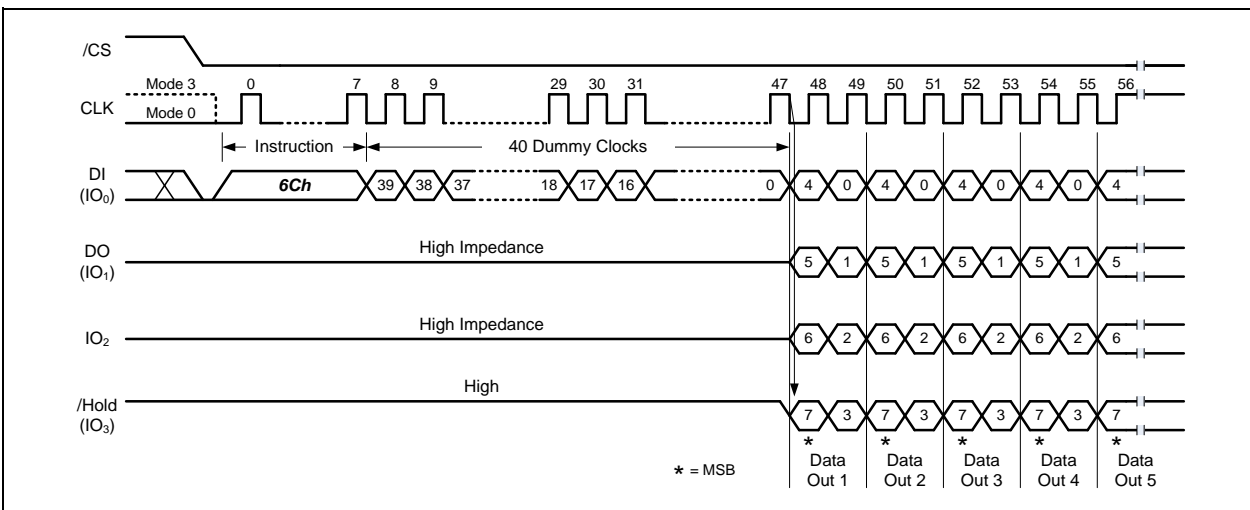 /CS
Mode 3 0 7 8 9 29 30 31 47 48 49 50 51 52 53 54 55 56
CLK
Mode 0
Instruction 40 Dummy Clocks
DI
(IO0) 6Ch 39 38 37 18 17 16 0 4 0 4 0 4 0 4 0 4
DO
(IO1) High Impedance 5 1 5 1 5 1 5 1 5
IO2 High Impedance 6 2 6 2 6 2 6 2 6
/Hold
(IO3) High 7 3 7 3 7 3 7 3 7
* * * * *
* = MSB
Data Out 1
Data Out 2
Data Out 3
Data Out 4
Data Out 5